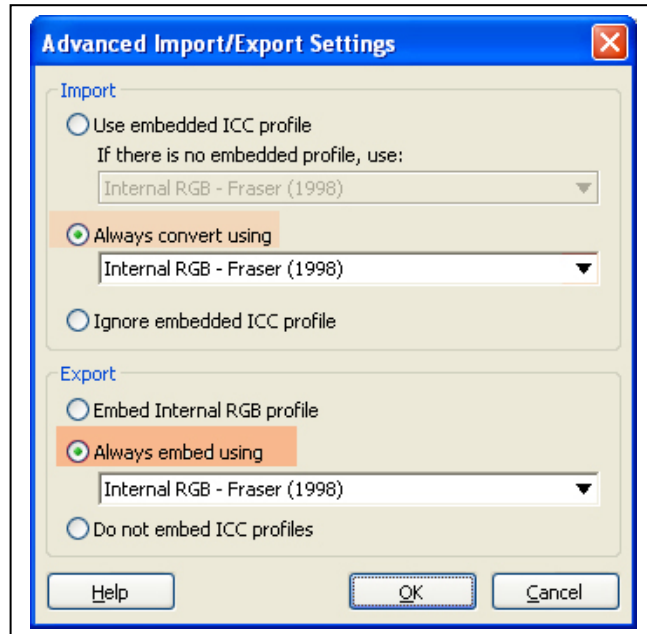 Advanced Import/Export Settings
Import
Use embedded ICC profile
If there is no embedded profile, use:
Internal RGB - Fraser (1998)
Always convert using
Internal RGB - Fraser (1998)
Ignore embedded ICC profile
Export
Embed Internal RGB profile
Always embed using
Internal RGB - Fraser (1998)
Do not embed ICC profiles
Help OK Cancel